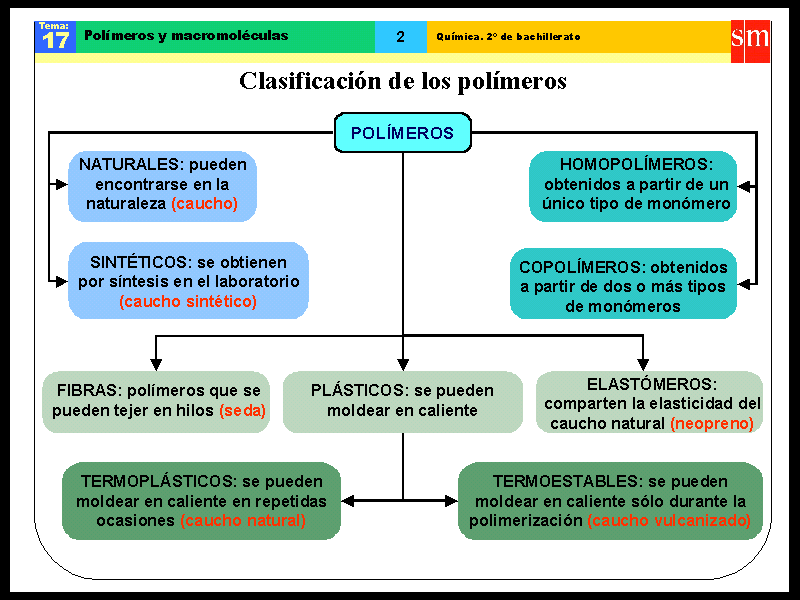 Tema:
17
Polímeros y macromoléculas
2
Química. 2º de bachillerato
sm
Clasificación de los polímeros
POLÍMEROS
NATURALES: pueden
encontrarse en la
naturaleza (caucho)
HOMOPOLÍMEROS:
obtenidos a partir de un
único tipo de monómero
SINTÉTICOS: se obtienen
por síntesis en el laboratorio
(caucho sintético)
COPOLÍMEROS: obtenidos
a partir de dos o más tipos
de monómeros
FIBRAS: polímeros que se
pueden tejer en hilos (seda)
PLÁSTICOS: se pueden
moldear en caliente
ELASTÓMEROS:
comparten la elasticidad del
caucho natural (neopreno)
TERMOPLÁSTICOS: se pueden
moldear en caliente en repetidas
ocasiones (caucho natural)
TERMOESTABLES: se pueden
moldear en caliente sólo durante la
polimerización (caucho vulcanizado)